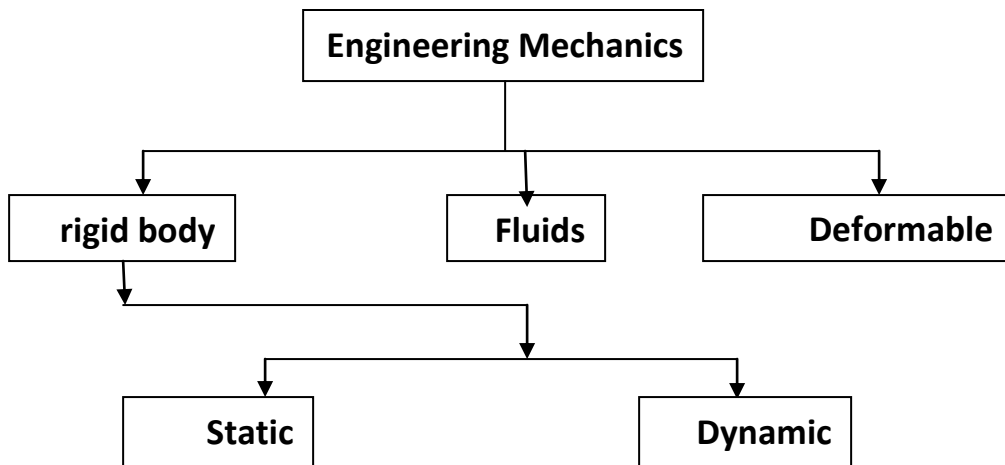 Engineering Mechanics
rigid body
Fluids
Deformable
Static
Dynamic